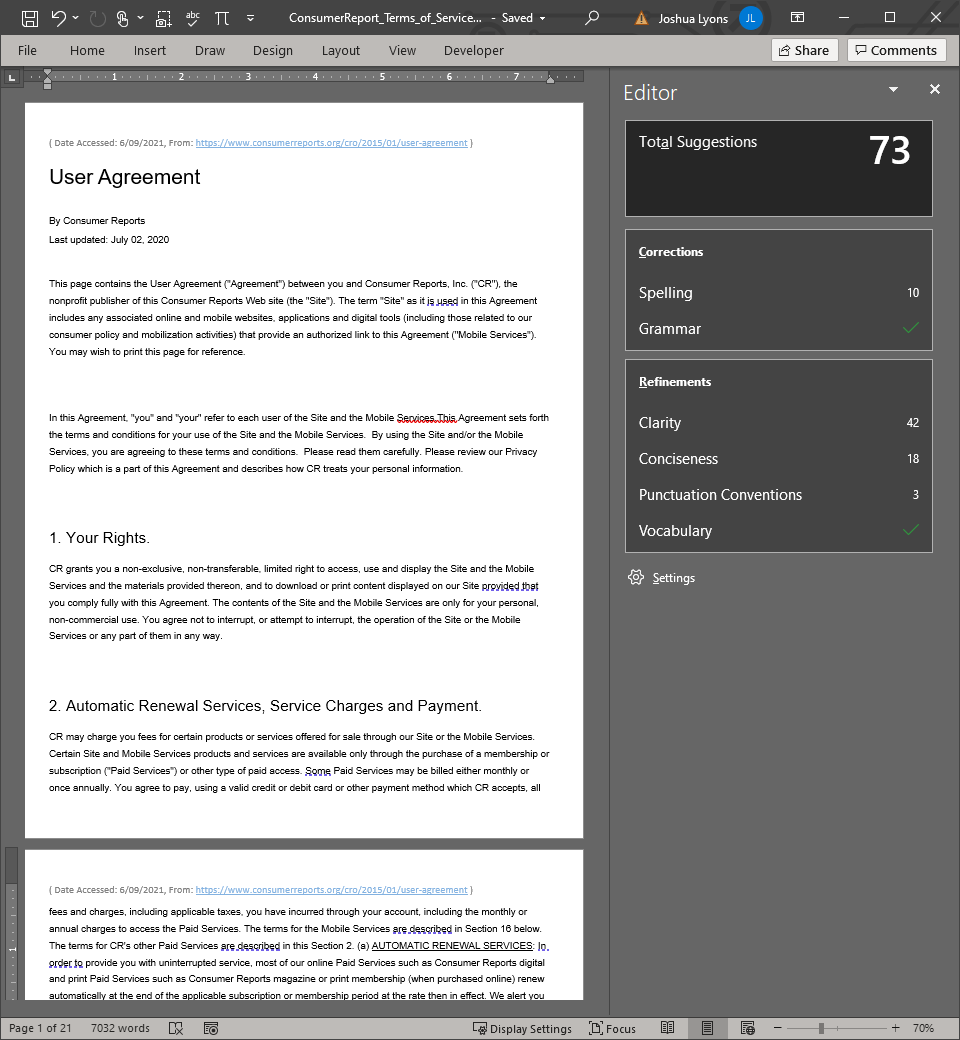 abc
ConsumerReport_Terms_of_Service... - Saved
Joshua Lyons JL
File Home Insert Draw Design Layout View Developer Share Comments
1 2 3 4 5 6 7
( Date Accessed: 6/09/2021, From: https://www.consumerreports.org/cro/2015/01/user-agreement )
User Agreement
By Consumer Reports
Last updated: July 02, 2020
This page contains the User Agreement ("Agreement") between you and Consumer Reports, Inc. ("CR"), the
nonprofit publisher of this Consumer Reports Web site (the "Site"). The term "Site" as it is used in this Agreement
includes any associated online and mobile websites, applications and digital tools (including those related to our
consumer policy and mobilization activities) that provide an authorized link to this Agreement ("Mobile Services").
You may wish to print this page for reference.
In this Agreement, "you" and "your" refer to each user of the Site and the Mobile Services.This Agreement sets forth
the terms and conditions for your use of the Site and the Mobile Services.  By using the Site and/or the Mobile
Services, you are agreeing to these terms and conditions.  Please read them carefully. Please review our Privacy
Policy which is a part of this Agreement and describes how CR treats your personal information.
1. Your Rights.
CR grants you a non-exclusive, non-transferable, limited right to access, use and display the Site and the Mobile
Services and the materials provided thereon, and to download or print content displayed on our Site provided that
you comply fully with this Agreement. The contents of the Site and the Mobile Services are only for your personal,
non-commercial use. You agree not to interrupt, or attempt to interrupt, the operation of the Site or the Mobile
Services or any part of them in any way.
2. Automatic Renewal Services, Service Charges and Payment.
CR may charge you fees for certain products or services offered for sale through our Site or the Mobile Services.
Certain Site and Mobile Services products and services are available only through the purchase of a membership or
subscription ("Paid Services") or other type of paid access. Some Paid Services may be billed either monthly or
once annually. You agree to pay, using a valid credit or debit card or other payment method which CR accepts, all
( Date Accessed: 6/09/2021, From: https://www.consumerreports.org/cro/2015/01/user-agreement )
fees and charges, including applicable taxes, you have incurred through your account, including the monthly or
annual charges to access the Paid Services. The terms for the Mobile Services are described in Section 16 below.
The terms for CR's other Paid Services are described in this Section 2. (a) AUTOMATIC RENEWAL SERVICES: In
order to provide you with uninterrupted service, most of our online Paid Services such as Consumer Reports digital
and print Paid Services such as Consumer Reports magazine or print membership (when purchased online) renew
automatically at the end of the applicable subscription or membership period at the rate then in effect. We alert you
1
Editor
Total Suggestions 73
Corrections
Spelling 10
Grammar
Refinements
Clarity 42
Conciseness 18
Punctuation Conventions 3
Vocabulary
Settings
Page 1 of 21 7032 words Display Settings Focus 70%